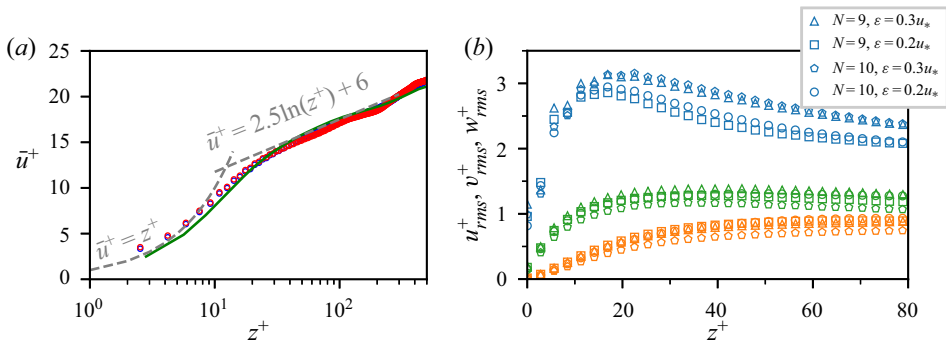 (a)
25
20
15
10
5
0
ū⁺
ū⁺ = 2.5ln(z⁺) + 6
ū⁺ = z⁺
10⁰
10¹
10²
z⁺
(b)
N = 9, ε = 0.3u*
N = 9, ε = 0.2u*
N = 10, ε = 0.3u*
N = 10, ε = 0.2u*
3
2
1
0
u⁺rms, v⁺rms, w⁺rms
0
20
40
60
80
z⁺